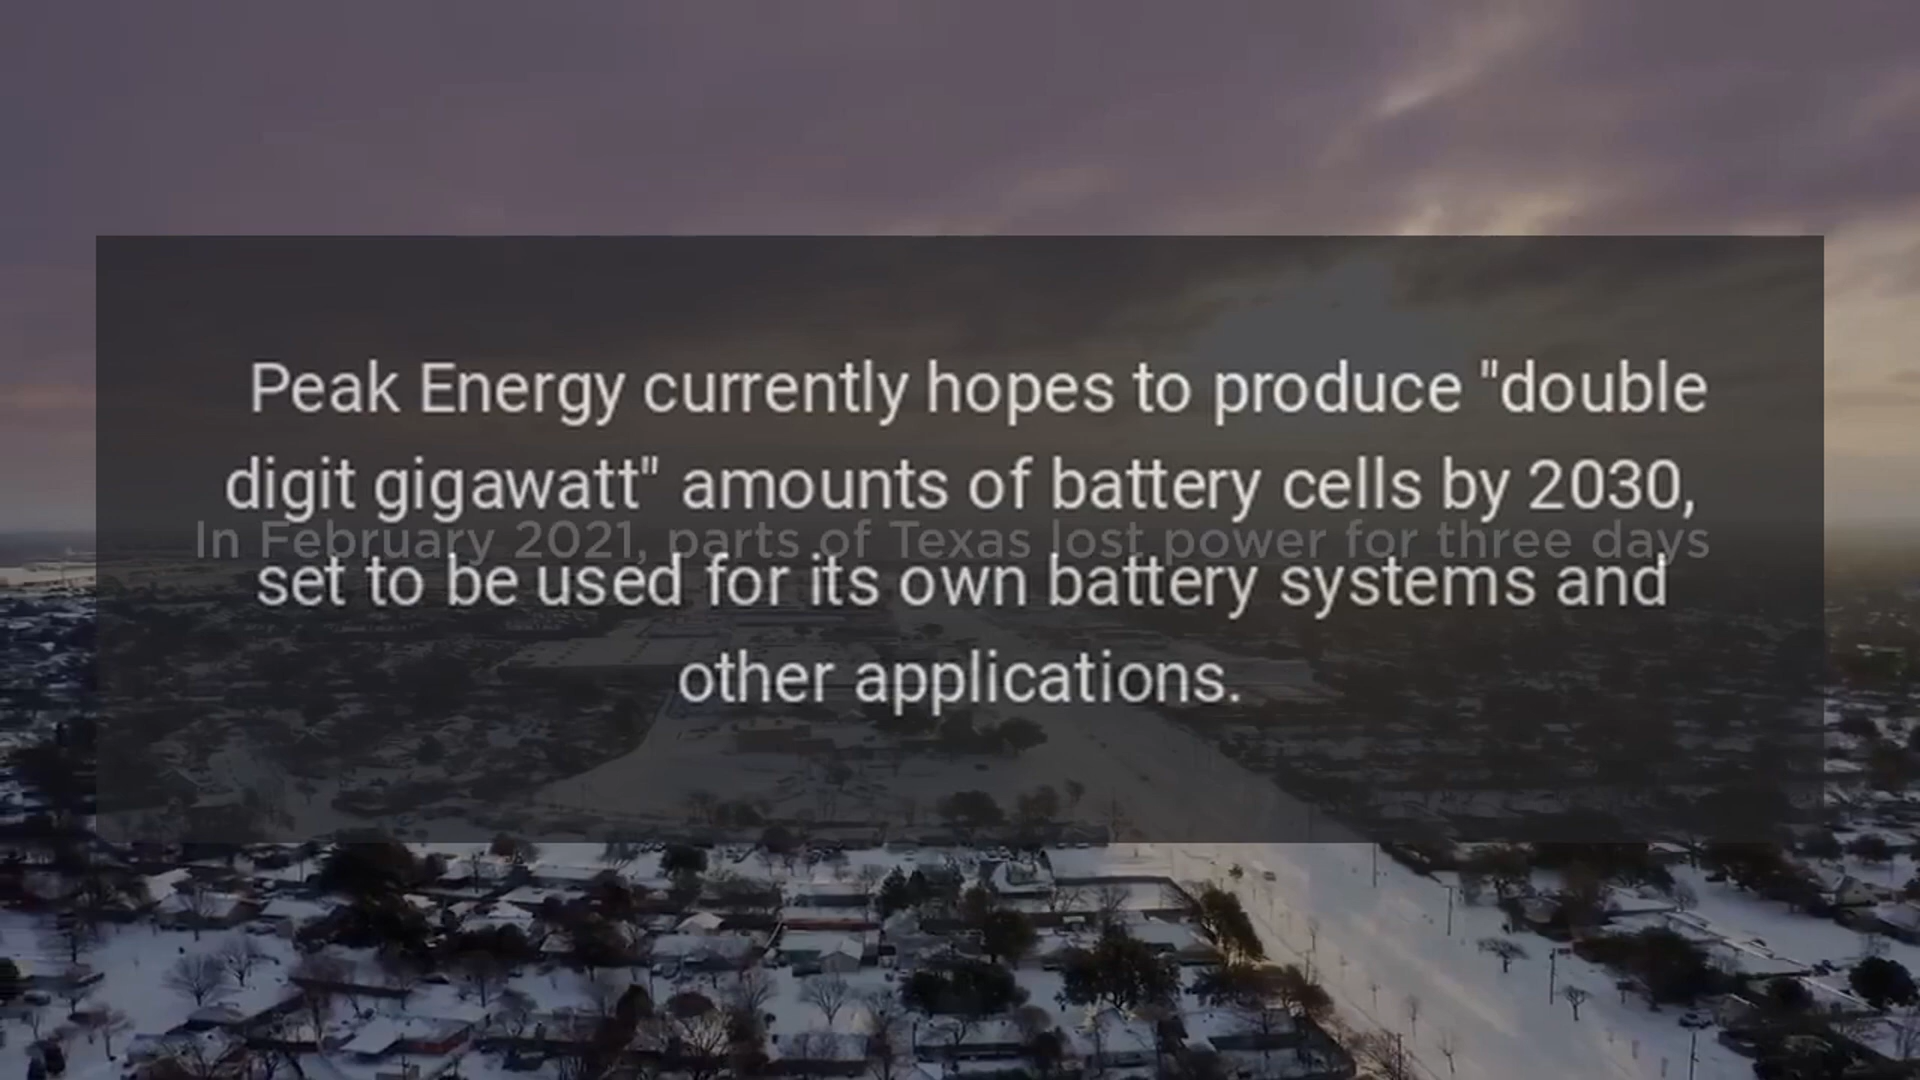 Peak Energy currently hopes to produce "double
digit gigawatt" amounts of battery cells by 2030,
In February 2021, parts of Texas lost power for three days
set to be used for its own battery systems and
other applications.